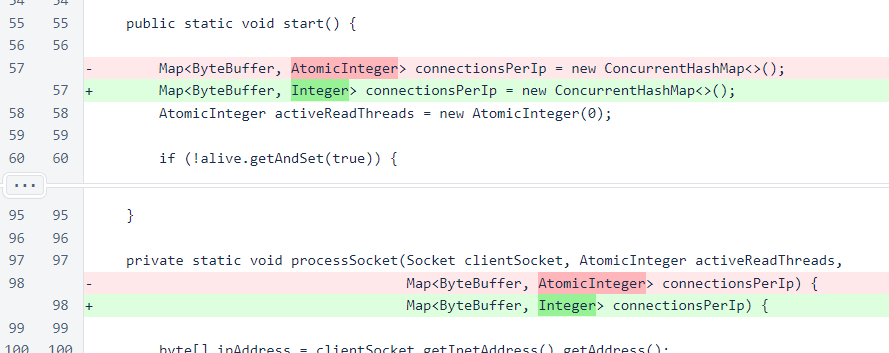 54 54
55 55 public static void start() {
56 56
57 - Map<ByteBuffer, AtomicInteger> connectionsPerIp = new ConcurrentHashMap<>();
57 + Map<ByteBuffer, Integer> connectionsPerIp = new ConcurrentHashMap<>();
58 58 AtomicInteger activeReadThreads = new AtomicInteger(0);
59 59
60 60 if (!alive.getAndSet(true)) {
...
95 95 }
96 96
97 97 private static void processSocket(Socket clientSocket, AtomicInteger activeReadThreads,
98 - Map<ByteBuffer, AtomicInteger> connectionsPerIp) {
98 + Map<ByteBuffer, Integer> connectionsPerIp) {
99 99
100 100 byte[] ipAddress = clientSocket.getInetAddress().getAddress();